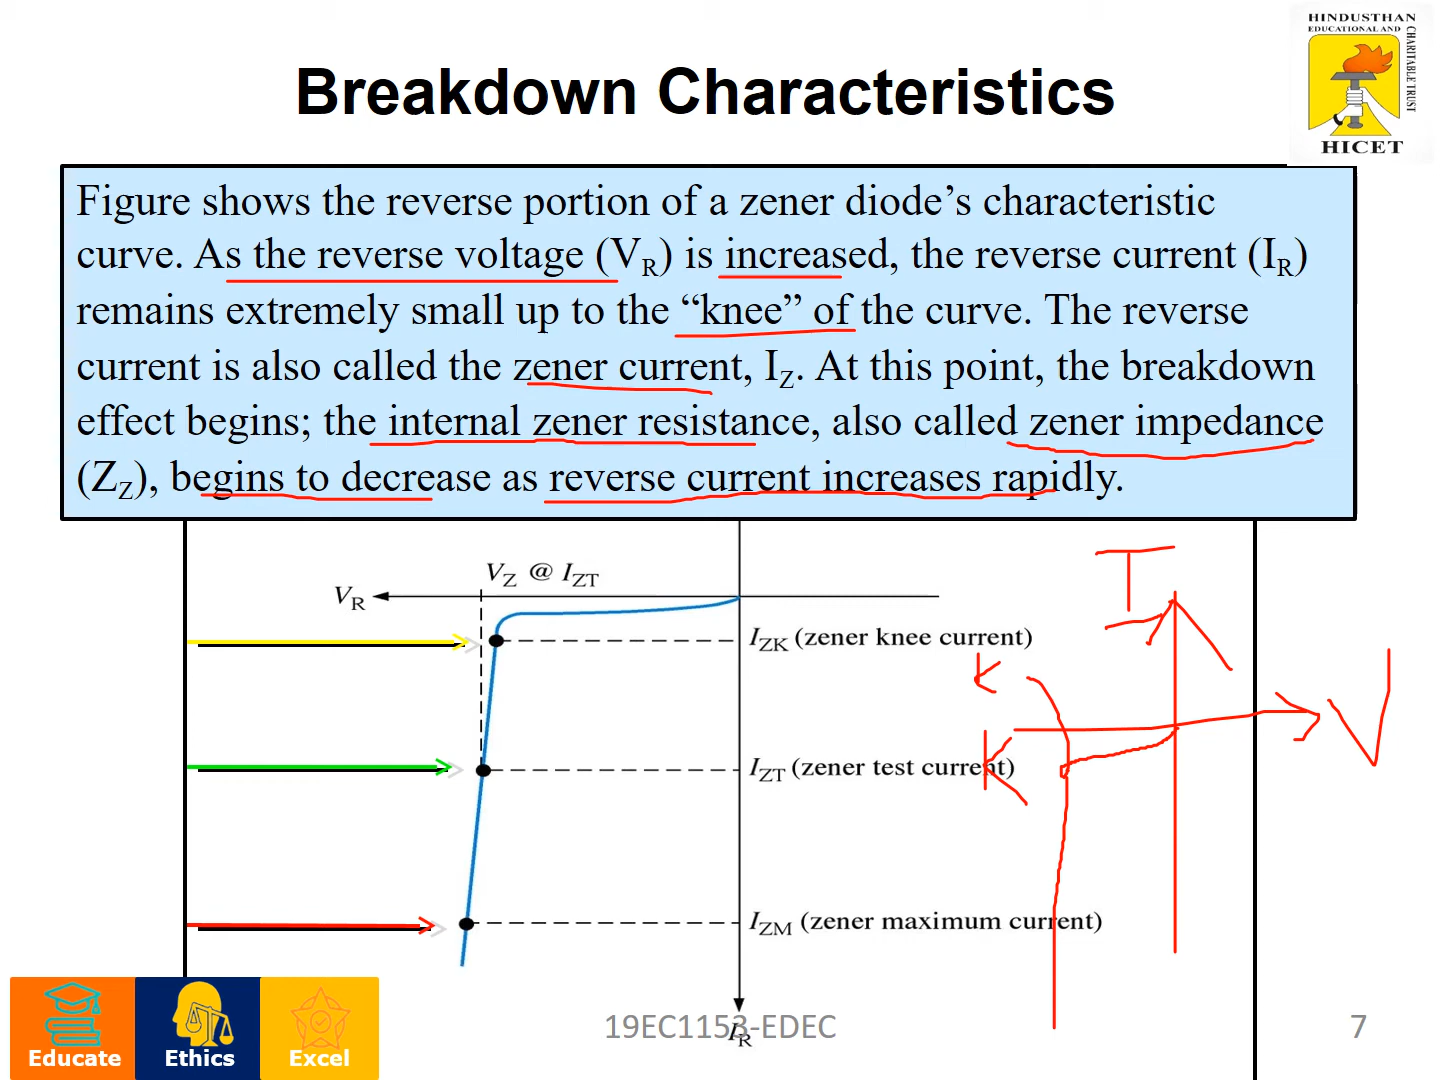 HINDUSTHAN
EDUCATIONAL AND
CHARITABLE TRUST
HICET
Breakdown Characteristics
Figure shows the reverse portion of a zener diode’s characteristic
curve. As the reverse voltage (VR) is increased, the reverse current (IR)
remains extremely small up to the “knee” of the curve. The reverse
current is also called the zener current, IZ. At this point, the breakdown
effect begins; the internal zener resistance, also called zener impedance
(ZZ), begins to decrease as reverse current increases rapidly.
VZ @ IZT
VR
IZK (zener knee current)
IZT (zener test current)
IZM (zener maximum current)
IR
I
V
K
K
Educate
Ethics
Excel
19EC1153-EDEC
7